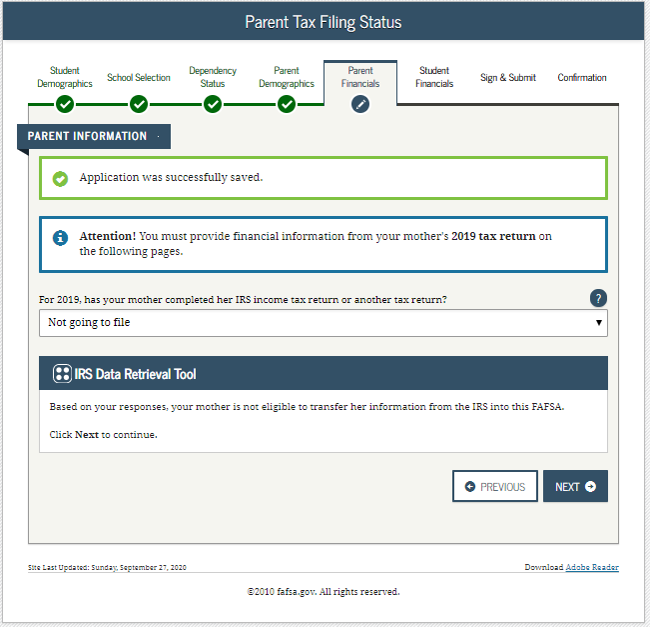 Parent Tax Filing Status
Student
Demographics
School Selection
Dependency
Status
Parent
Demographics
Parent
Financials
Student
Financials
Sign & Submit
Confirmation
PARENT INFORMATION
Application was successfully saved.
Attention! You must provide financial information from your mother's 2019 tax return on
the following pages.
For 2019, has your mother completed her IRS income tax return or another tax return?
?
Not going to file
IRS Data Retrieval Tool
Based on your responses, your mother is not eligible to transfer her information from the IRS into this FAFSA.
Click Next to continue.
PREVIOUS
NEXT
Site Last Updated: Sunday, September 27, 2020
Download Adobe Reader
©2010 fafsa.gov. All rights reserved.